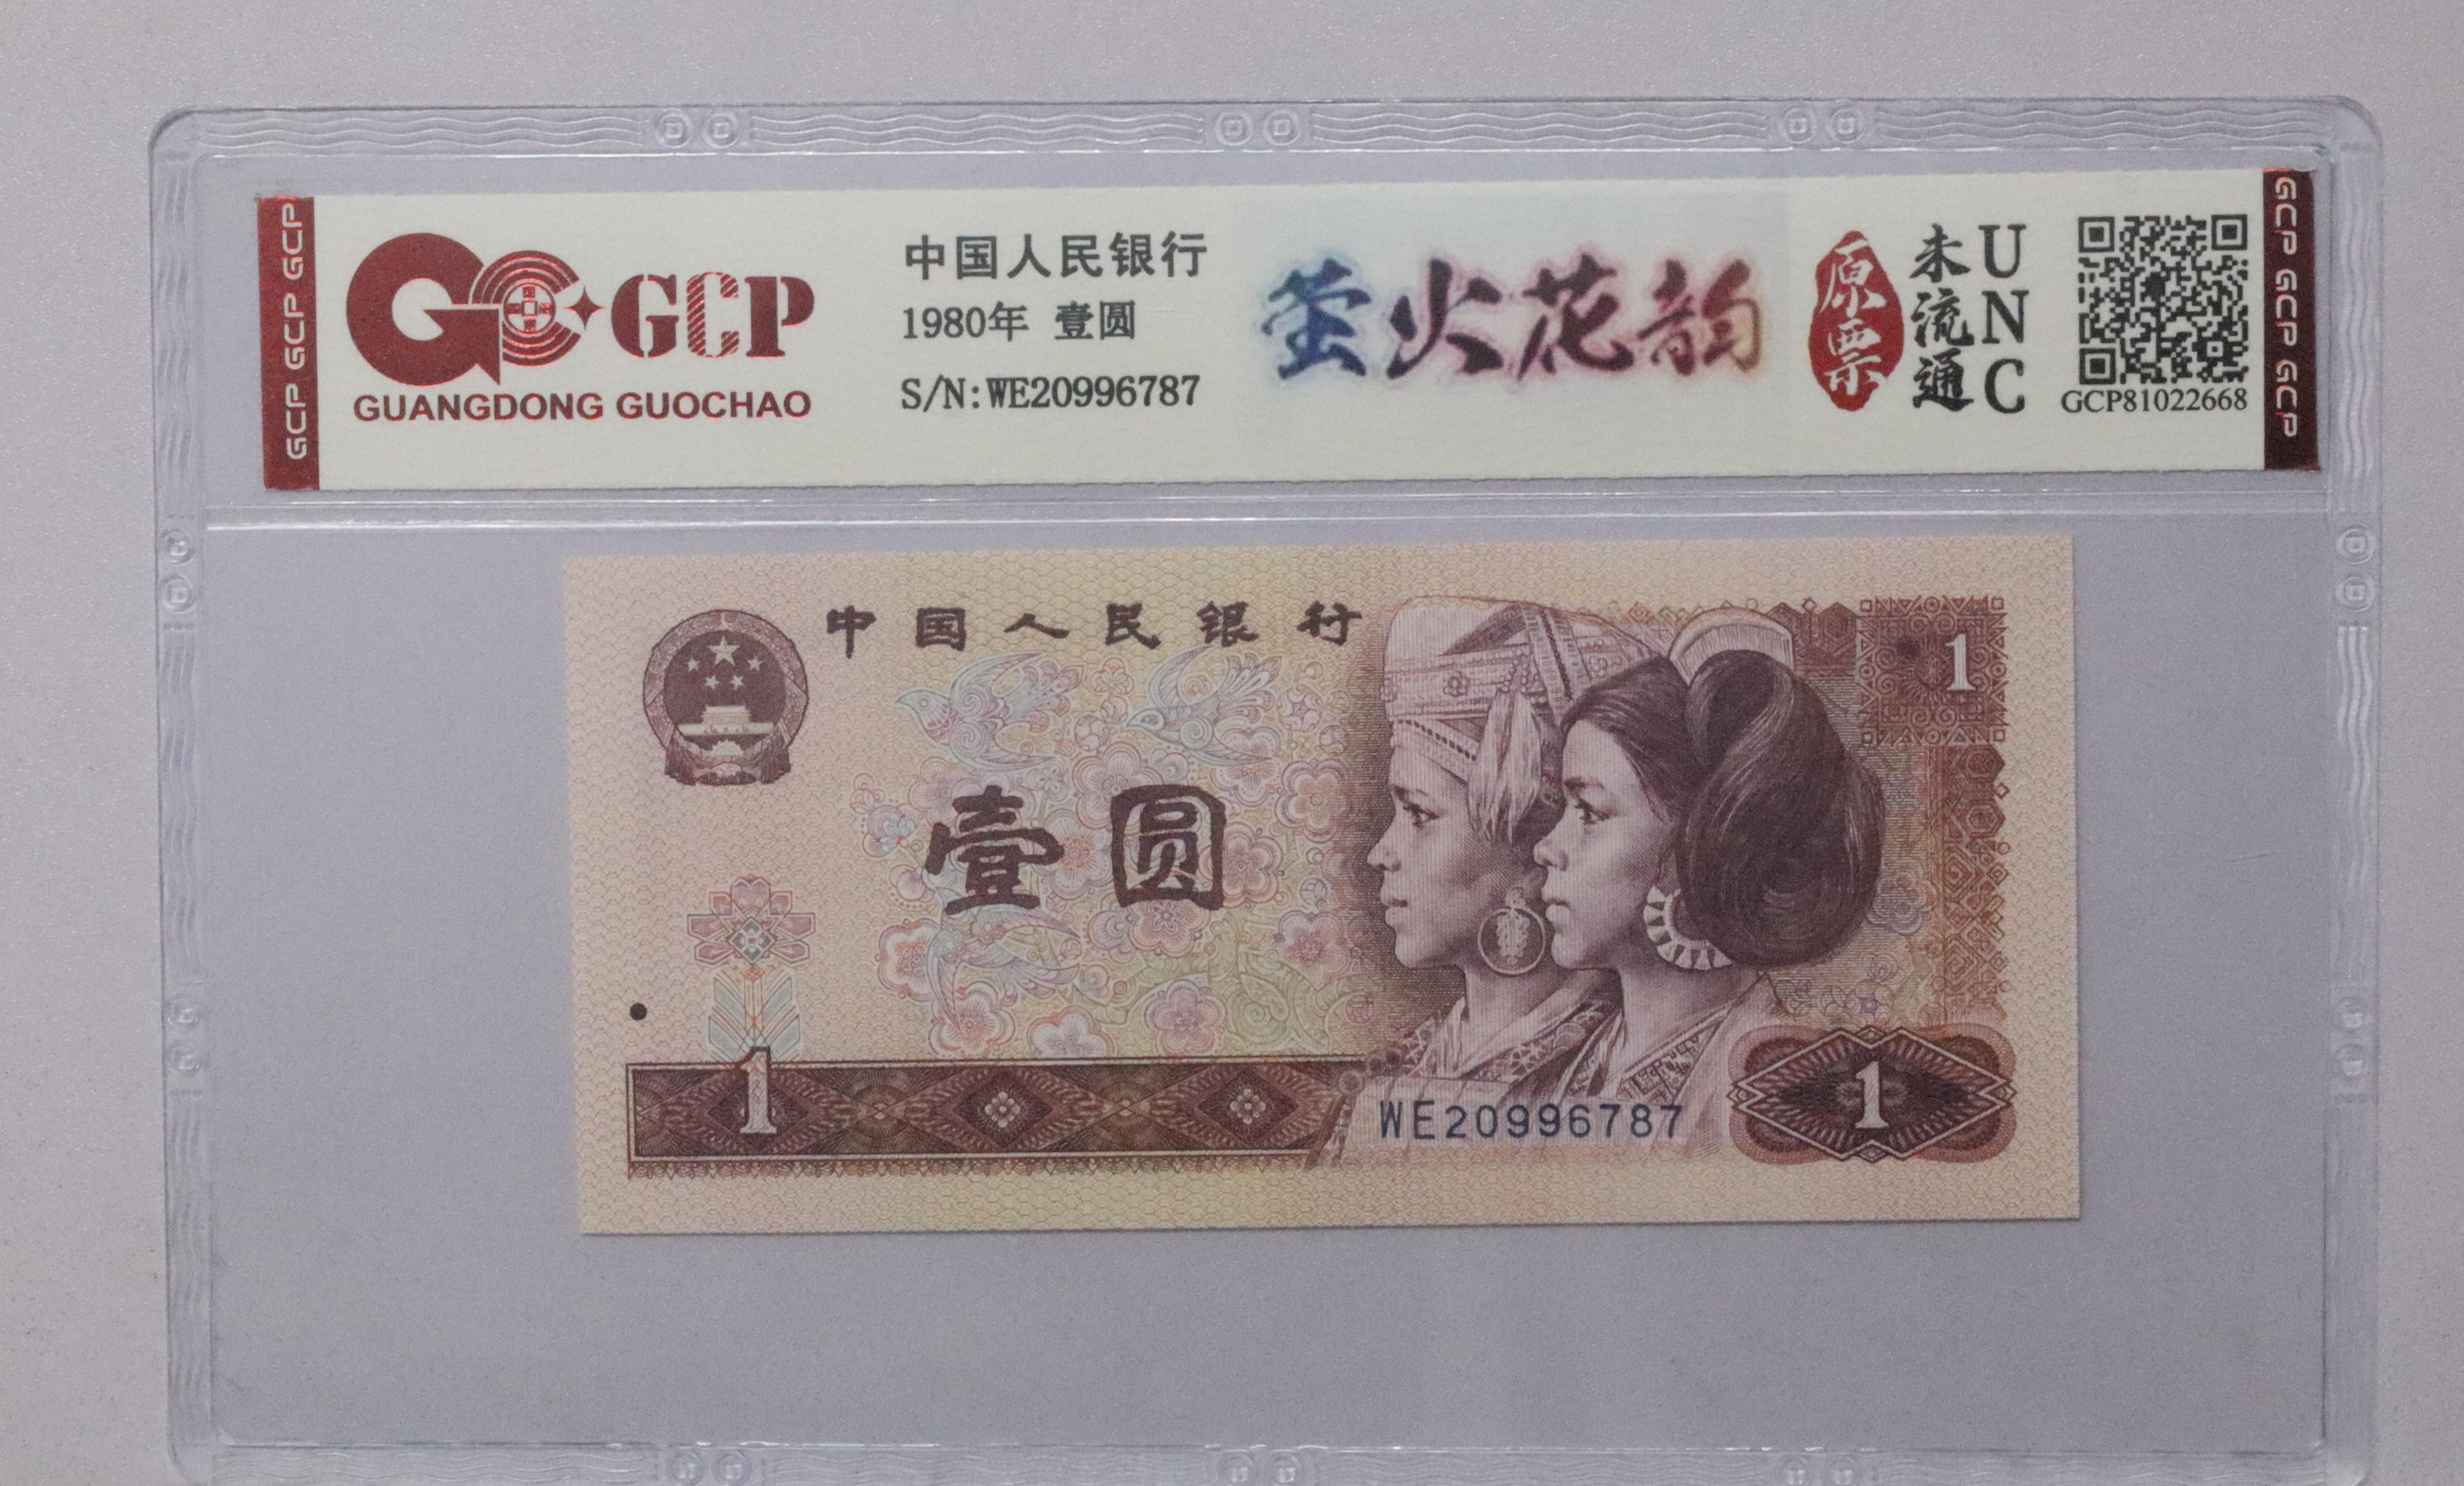 GCP GCP GCP
GCP
GUANGDONG GUOCHAO
中国人民银行
1980年 壹圆
S/N:WE20996787
萤火花韵
原票
未流通
UNC
GCP81022668
GCP GCP GCP
中国人民银行
1
壹圆
1
WE20996787
1